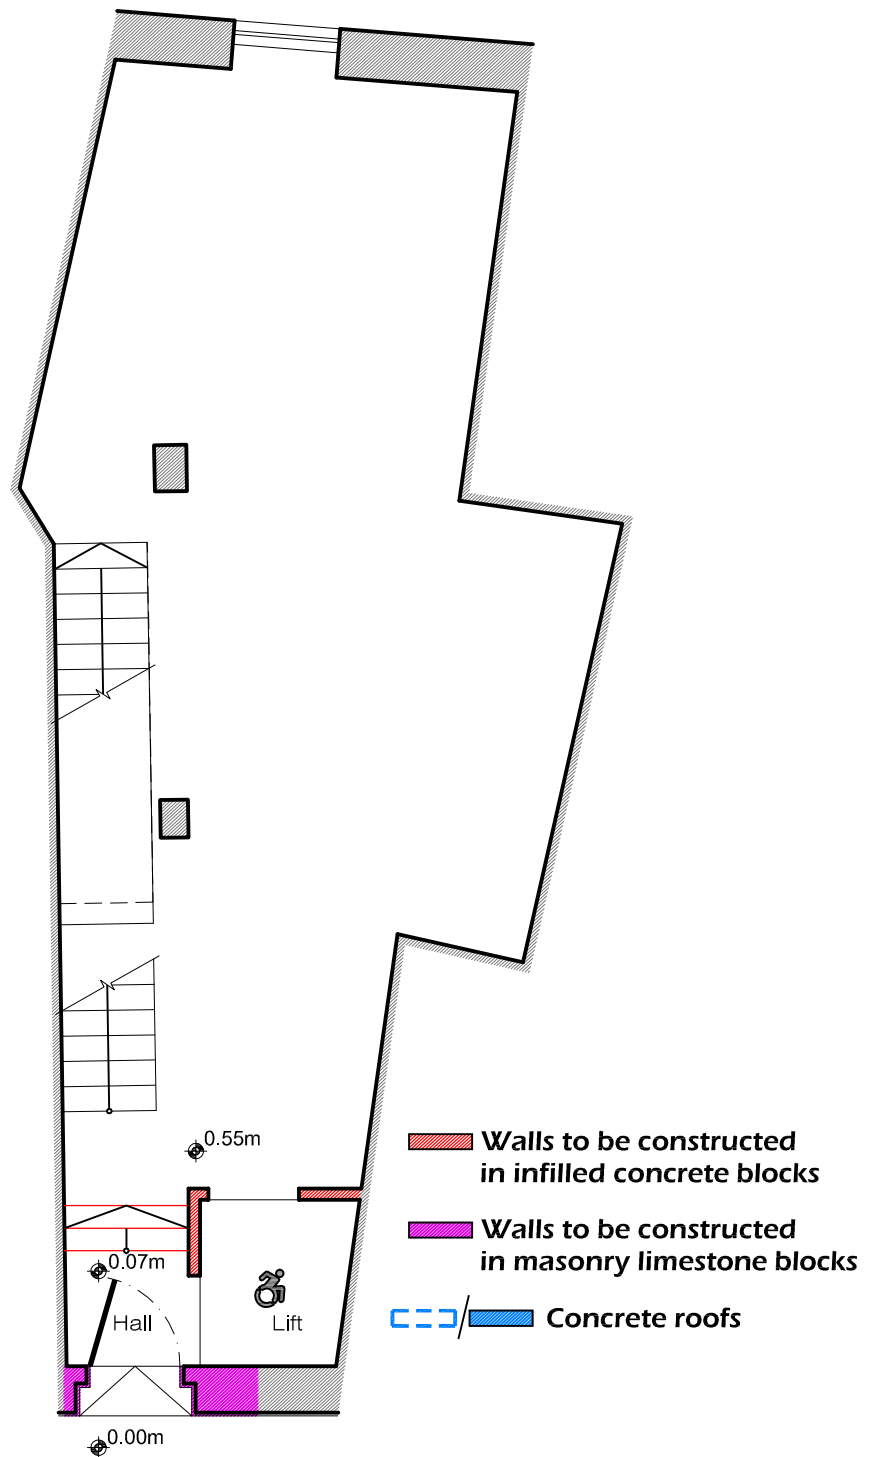 0.55m
Walls to be constructed
in infilled concrete blocks
Walls to be constructed
in masonry limestone blocks
0.07m
Hall
Lift
Concrete roofs
0.00m